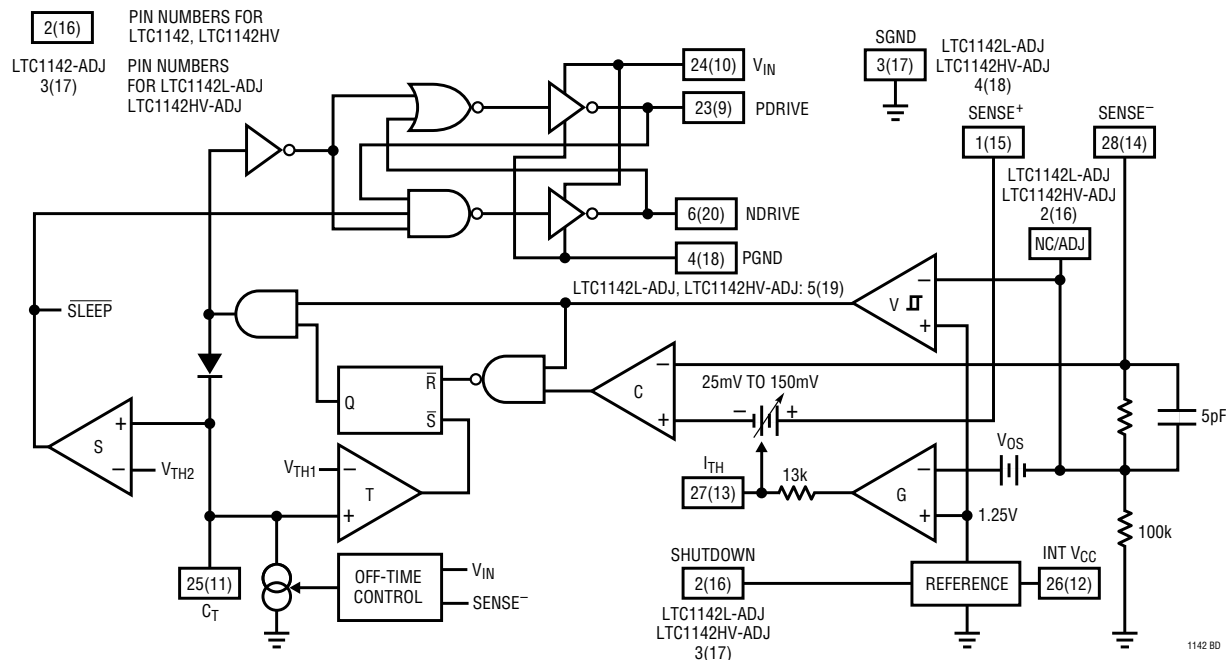 2(16)
PIN NUMBERS FOR
LTC1142, LTC1142HV
LTC1142-ADJ
3(17)
PIN NUMBERS
FOR LTC1142L-ADJ
LTC1142HV-ADJ
24(10)
VIN
23(9)
PDRIVE
6(20)
NDRIVE
4(18)
PGND
LTC1142L-ADJ, LTC1142HV-ADJ: 5(19)
SGND
3(17)
LTC1142L-ADJ
LTC1142HV-ADJ
4(18)
SENSE+
1(15)
SENSE–
28(14)
LTC1142L-ADJ
LTC1142HV-ADJ
2(16)
NC/ADJ
SLEEP
V
–
+
R
Q
S
C
–
+
25mV TO 150mV
–
+
5pF
S
+
–
VTH2
VTH1
–
T
+
ITH
27(13)
13k
G
–
+
VOS
1.25V
100k
25(11)
CT
OFF-TIME
CONTROL
VIN
SENSE–
SHUTDOWN
2(16)
LTC1142L-ADJ
LTC1142HV-ADJ
3(17)
REFERENCE
INT VCC
26(12)
1142 BD